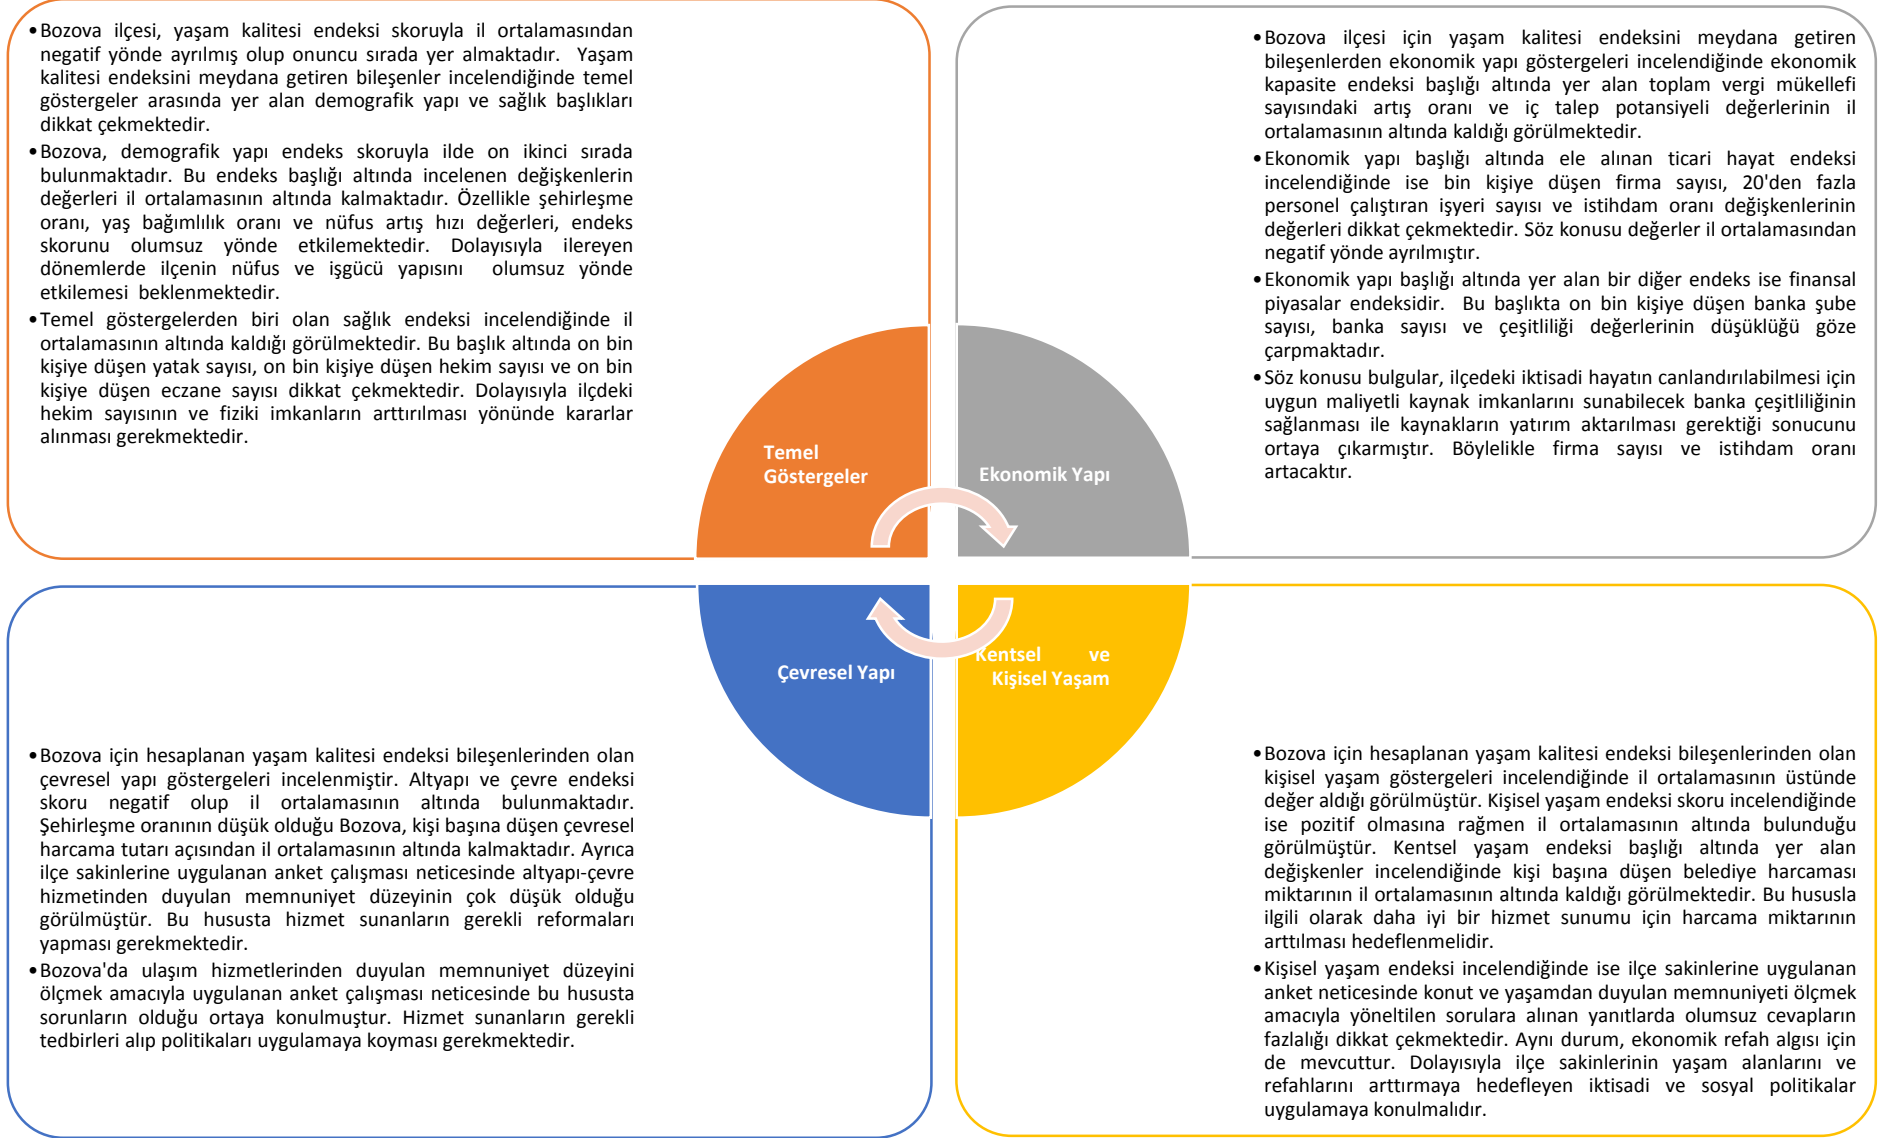 •Bozova ilçesi, yaşam kalitesi endeksi skoruyla il ortalamasından
negatif yönde ayrılmış olup onuncu sırada yer almaktadır. Yaşam
kalitesi endeksini meydana getiren bileşenler incelendiğinde temel
göstergeler arasında yer alan demografik yapı ve sağlık başlıkları
dikkat çekmektedir.
•Bozova, demografik yapı endeks skoruyla ilde on ikinci sırada
bulunmaktadır. Bu endeks başlığı altında incelenen değişkenlerin
değerleri il ortalamasının altında kalmaktadır. Özellikle şehirleşme
oranı, yaş bağımlılık oranı ve nüfus artış hızı değerleri, endeks
skorunu olumsuz yönde etkilemektedir. Dolayısıyla ilereyen
dönemlerde ilçenin nüfus ve işgücü yapısını olumsuz yönde
etkilemesi beklenmektedir.
•Temel göstergelerden biri olan sağlık endeksi incelendiğinde il
ortalamasının altında kaldığı görülmektedir. Bu başlık altında on bin
kişiye düşen yatak sayısı, on bin kişiye düşen hekim sayısı ve on bin
kişiye düşen eczane sayısı dikkat çekmektedir. Dolayısıyla ilçdeki
hekim sayısının ve fiziki imkanların arttırılması yönünde kararlar
alınması gerekmektedir.
Temel
Göstergeler
•Bozova ilçesi için yaşam kalitesi endeksini meydana getiren
bileşenlerden ekonomik yapı göstergeleri incelendiğinde ekonomik
kapasite endeksi başlığı altında yer alan toplam vergi mükellefi
sayısındaki artış oranı ve iç talep potansiyeli değerlerinin il
ortalamasının altında kaldığı görülmektedir.
•Ekonomik yapı başlığı altında ele alınan ticari hayat endeksi
incelendiğinde ise bin kişiye düşen firma sayısı, 20'den fazla
personel çalıştıran işyeri sayısı ve istihdam oranı değişkenlerinin
değerleri dikkat çekmektedir. Söz konusu değerler il ortalamasından
negatif yönde ayrılmıştır.
•Ekonomik yapı başlığı altında yer alan bir diğer endeks ise finansal
piyasalar endeksidir. Bu başlıkta on bin kişiye düşen banka şube
sayısı, banka sayısı ve çeşitliliği değerlerinin düşüklüğü göze
çarpmaktadır.
•Söz konusu bulgular, ilçedeki iktisadi hayatın canlandırılabilmesi için
uygun maliyetli kaynak imkanlarını sunabilecek banka çeşitliliğinin
sağlanması ile kaynakların yatırım aktarılması gerektiği sonucunu
ortaya çıkarmıştır. Böylelikle firma sayısı ve istihdam oranı
artacaktır.
Ekonomik Yapı
Çevresel Yapı
•Bozova için hesaplanan yaşam kalitesi endeksi bileşenlerinden olan
çevresel yapı göstergeleri incelenmiştir. Altyapı ve çevre endeksi
skoru negatif olup il ortalamasının altında bulunmaktadır.
Şehirleşme oranının düşük olduğu Bozova, kişi başına düşen çevresel
harcama tutarı açısından il ortalamasının altında kalmaktadır. Ayrıca
ilçe sakinlerine uygulanan anket çalışması neticesinde altyapı-çevre
hizmetinden duyulan memnuniyet düzeyinin çok düşük olduğu
görülmüştür. Bu hususta hizmet sunanların gerekli reformaları
yapması gerekmektedir.
•Bozova'da ulaşım hizmetlerinden duyulan memnuniyet düzeyini
ölçmek amacıyla uygulanan anket çalışması neticesinde bu hususta
sorunların olduğu ortaya konulmuştur. Hizmet sunanların gerekli
tedbirleri alıp politikaları uygulamaya koyması gerekmektedir.
Kentsel ve
Kişisel Yaşam
•Bozova için hesaplanan yaşam kalitesi endeksi bileşenlerinden olan
kişisel yaşam göstergeleri incelendiğinde il ortalamasının üstünde
değer aldığı görülmüştür. Kişisel yaşam endeksi skoru incelendiğinde
ise pozitif olmasına rağmen il ortalamasının altında bulunduğu
görülmüştür. Kentsel yaşam endeksi başlığı altında yer alan
değişkenler incelendiğinde kişi başına düşen belediye harcaması
miktarının il ortalamasının altında kaldığı görülmektedir. Bu hususla
ilgili olarak daha iyi bir hizmet sunumu için harcama miktarının
arttılması hedeflenmelidir.
•Kişisel yaşam endeksi incelendiğinde ise ilçe sakinlerine uygulanan
anket neticesinde konut ve yaşamdan duyulan memnuniyeti ölçmek
amacıyla yöneltilen sorulara alınan yanıtlarda olumsuz cevapların
fazlalığı dikkat çekmektedir. Aynı durum, ekonomik refah algısı için
de mevcuttur. Dolayısıyla ilçe sakinlerinin yaşam alanlarını ve
refahlarını arttırmaya hedefleyen iktisadi ve sosyal politikalar
uygulamaya konulmalıdır.